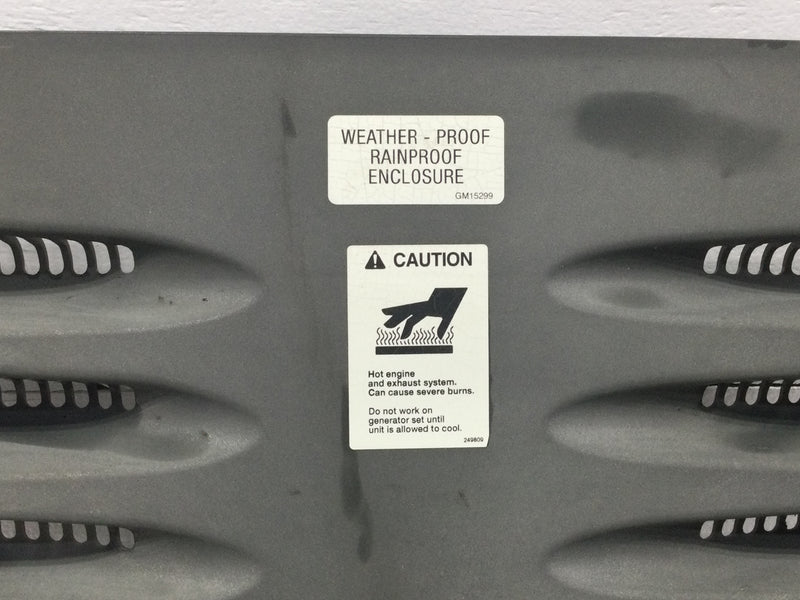 WEATHER - PROOF
RAINPROOF
ENCLOSURE
GM15299
CAUTION
Hot engine
and exhaust system.
Can cause severe burns.
Do not work on
generator set until
unit is allowed to cool.
249809